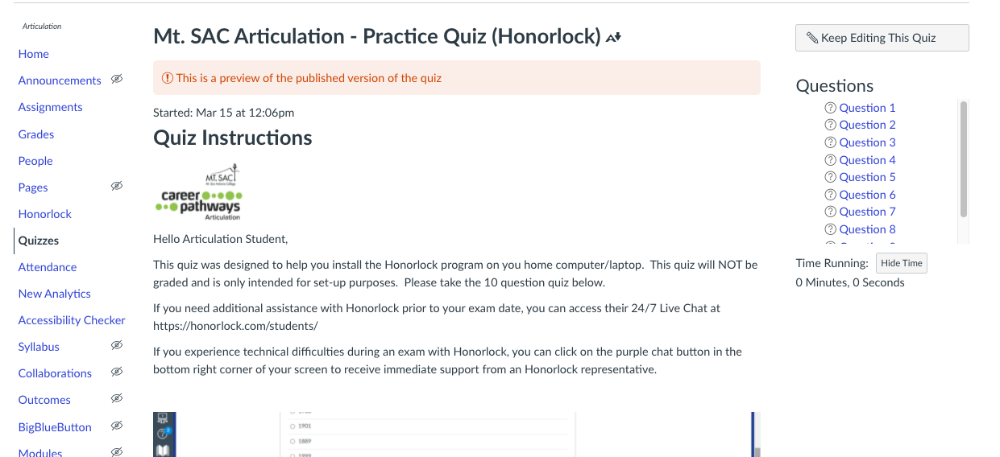 Articulation
Home
Announcements
Assignments
Grades
People
Pages
Honorlock
Quizzes
Attendance
New Analytics
Accessibility Checker
Syllabus
Collaborations
Outcomes
BigBlueButton
Modules
Mt. SAC Articulation - Practice Quiz (Honorlock)
This is a preview of the published version of the quiz
Started: Mar 15 at 12:06pm
Quiz Instructions
MT. SAC
career
pathways
Articulation
Hello Articulation Student,
This quiz was designed to help you install the Honorlock program on you home computer/laptop.  This quiz will NOT be
graded and is only intended for set-up purposes.  Please take the 10 question quiz below.
If you need additional assistance with Honorlock prior to your exam date, you can access their 24/7 Live Chat at
https://honorlock.com/students/
If you experience technical difficulties during an exam with Honorlock, you can click on the purple chat button in the
bottom right corner of your screen to receive immediate support from an Honorlock representative.
1901
1889
1999
Keep Editing This Quiz
Questions
Question 1
Question 2
Question 3
Question 4
Question 5
Question 6
Question 7
Question 8
Time Running: Hide Time
0 Minutes, 0 Seconds